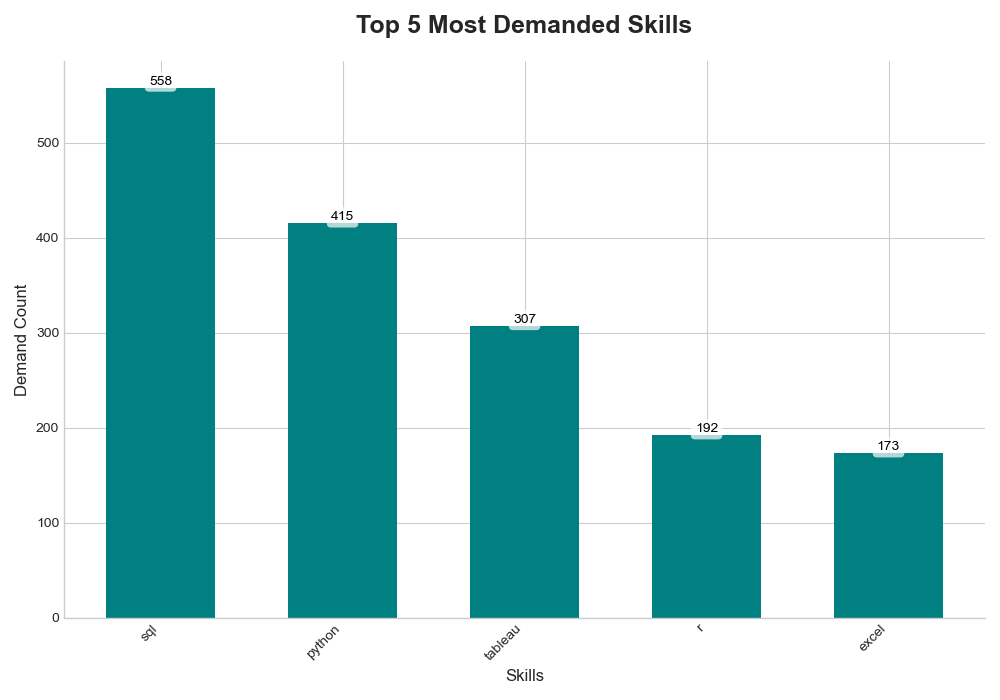 Top 5 Most Demanded Skills
558
415
307
192
173
500
400
300
200
100
0
Demand Count
sql
python
tableau
r
excel
Skills